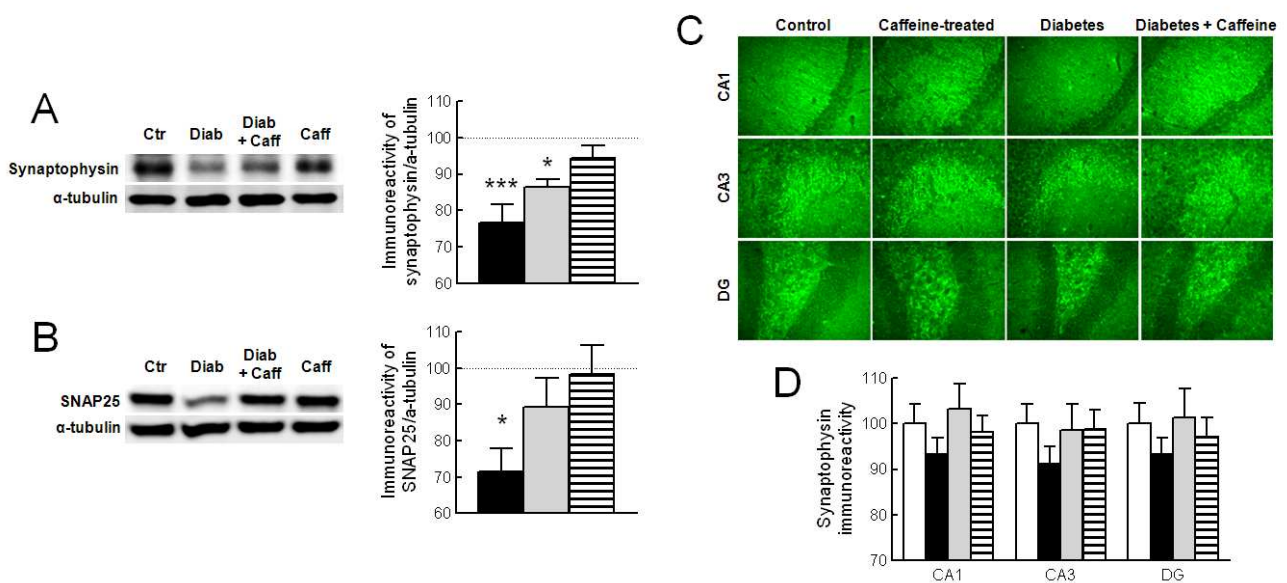 A
Ctr Diab Diab + Caff Caff
Synaptophysin
α-tubulin
Immunoreactivity of
synaptophysin/a-tubulin
110
100
90
80
70
60
***
*
B
Ctr Diab Diab + Caff Caff
SNAP25
α-tubulin
Immunoreactivity of
SNAP25/a-tubulin
110
100
90
80
70
60
*
C
Control Caffeine-treated Diabetes Diabetes + Caffeine
CA1
CA3
DG
D
Synaptophysin
immunoreactivity
110
100
90
80
70
CA1 CA3 DG